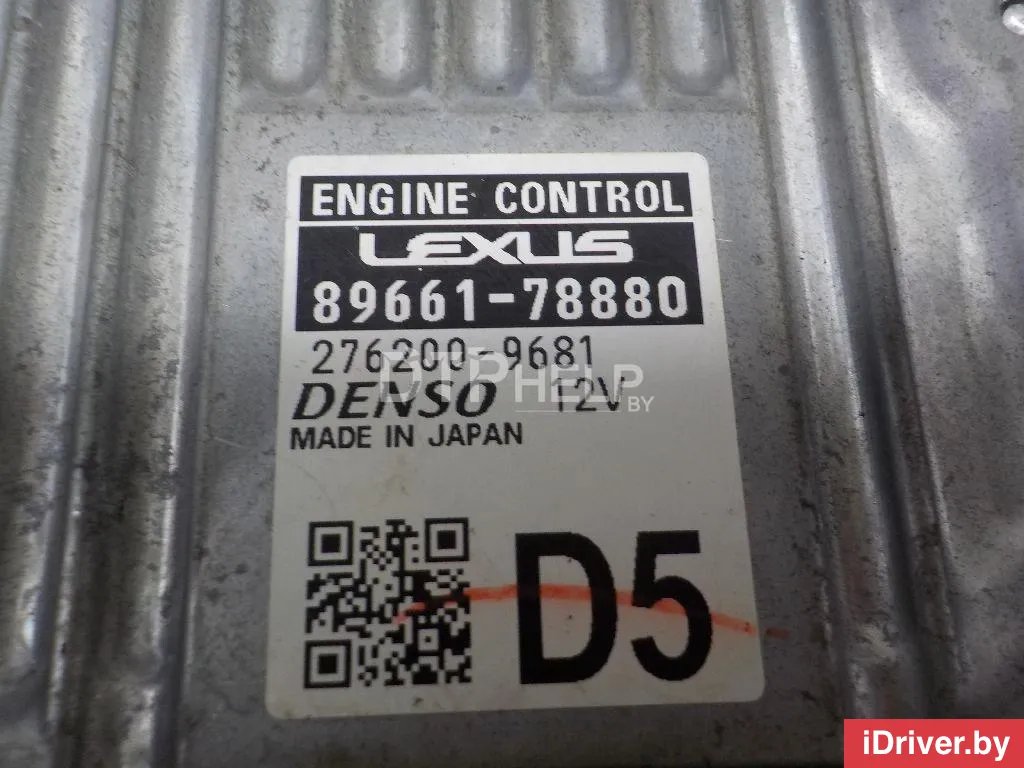 ENGINE CONTROL
LEXUS
89661-78880
276200-9681
DTPHELP.BY
DENSO 12V
MADE IN JAPAN
D5
iDriver.by